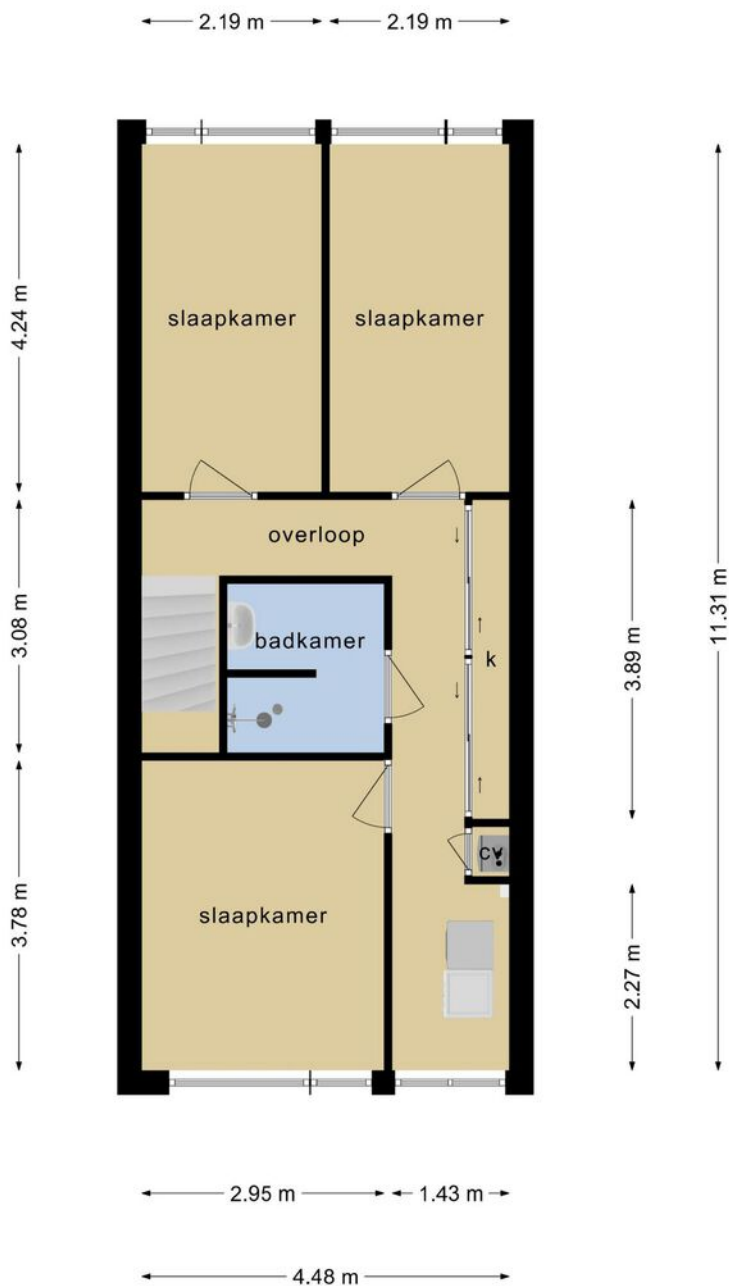 2.19 m 2.19 m
4.24 m
slaapkamer slaapkamer
overloop
3.08 m
badkamer
k
3.89 m
11.31 m
cv
3.78 m
slaapkamer
2.27 m
2.95 m 1.43 m
4.48 m